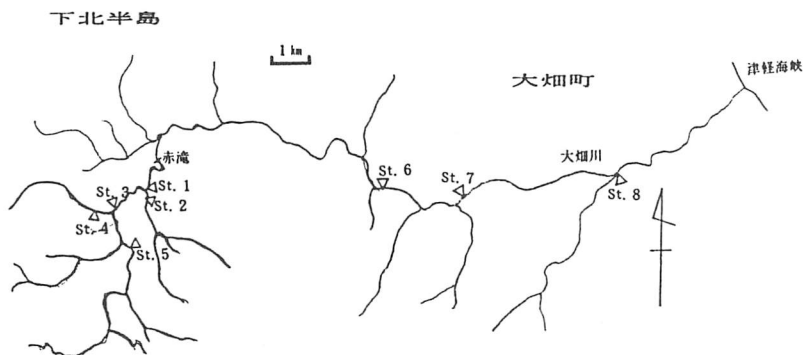 下北半島
1 km
大畑町
津軽海峡
赤滝
大畑川
St. 6
St. 7
St. 8
St. 3
St. 1
St. 2
St. 4
St. 5